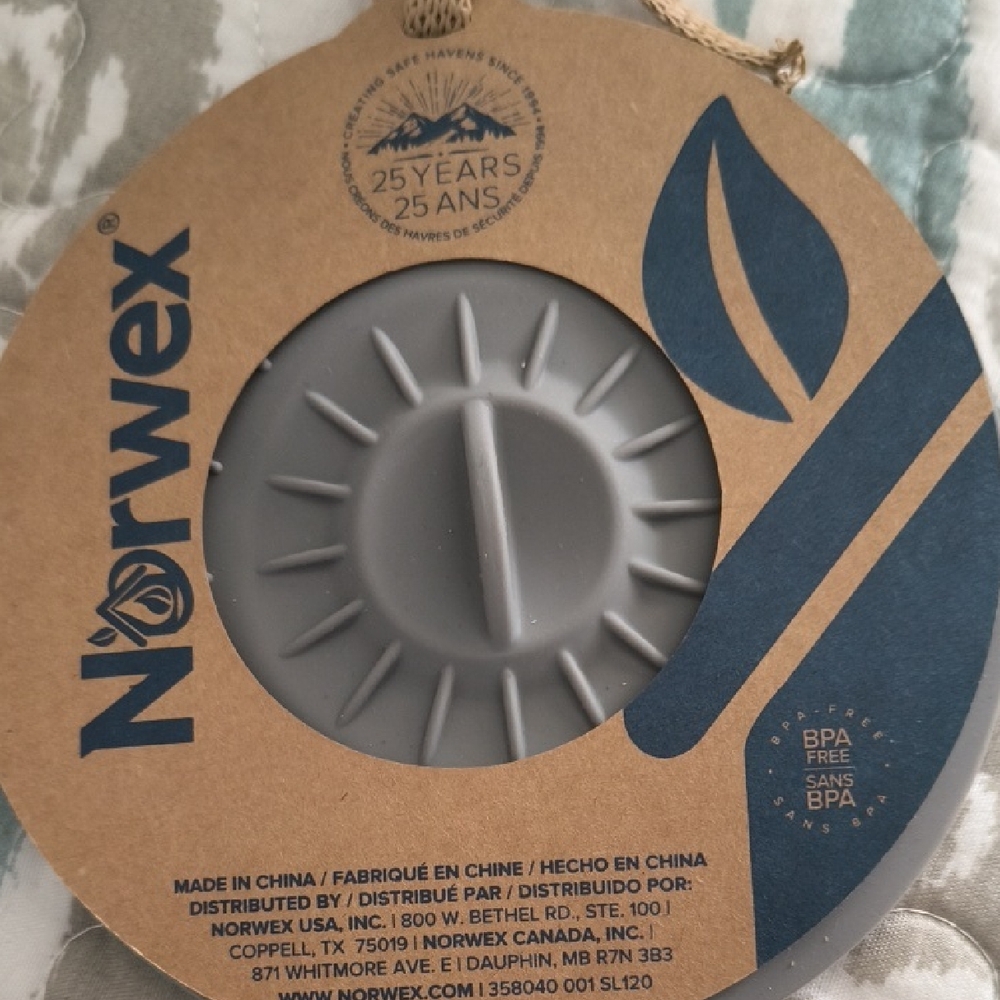 • CREATING SAFE HAVENS SINCE 1994 •
25 YEARS
25 ANS
NOUS CRÉONS DES HAVRES DE SÉCURITÉ DEPUIS 1994
Norwex®
BPA-FREE
BPA
FREE
SANS
BPA
SANS BPA
MADE IN CHINA / FABRIQUÉ EN CHINE / HECHO EN CHINA
DISTRIBUTED BY / DISTRIBUÉ PAR / DISTRIBUIDO POR:
NORWEX USA, INC. | 800 W. BETHEL RD., STE. 100 |
COPPELL, TX 75019 | NORWEX CANADA, INC. |
871 WHITMORE AVE. E | DAUPHIN, MB R7N 3B3
WWW.NORWEX.COM | 358040 001 SL120